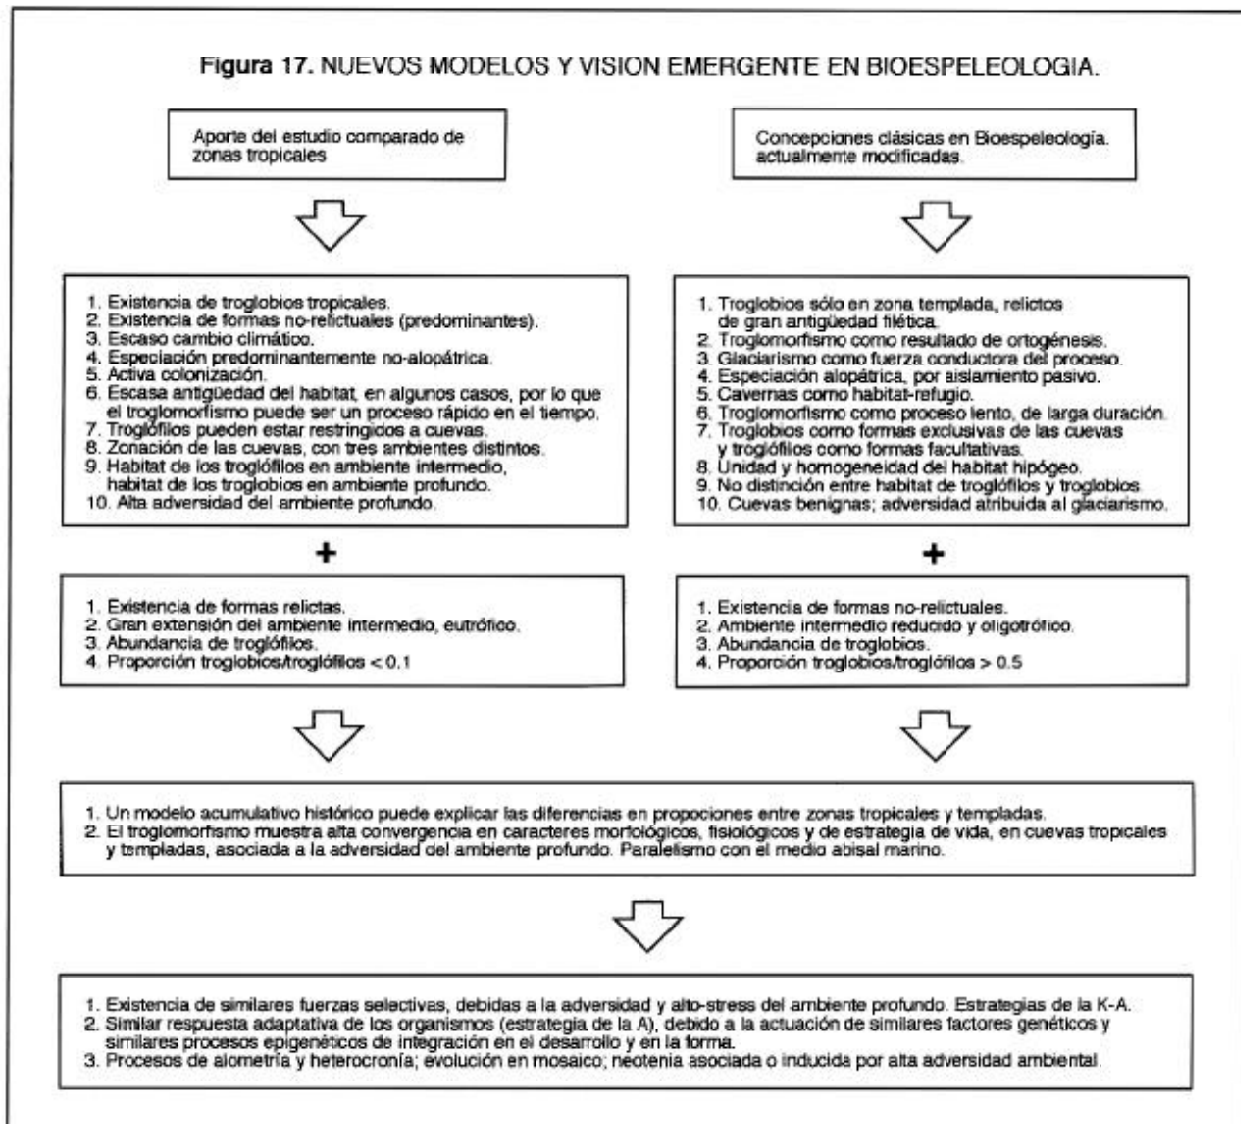 Figura 17. NUEVOS MODELOS Y VISION EMERGENTE EN BIOESPELEOLOGIA.
Aporte del estudio comparado de
zonas tropicales
Concepciones clásicas en Bioespeleología.
actualmente modificadas.
1. Existencia de troglobios tropicales.
2. Existencia de formas no-relictuales (predominantes).
3. Escaso cambio climático.
4. Especiación predominantemente no-alopátrica.
5. Activa colonización.
6. Escasa antigüedad del habitat, en algunos casos, por lo que
el troglomorfismo puede ser un proceso rápido en el tiempo.
7. Troglófilos pueden estar restringidos a cuevas.
8. Zonación de las cuevas, con tres ambientes distintos.
9. Habitat de los troglófilos en ambiente intermedio,
habitat de los troglobios en ambiente profundo.
10. Alta adversidad del ambiente profundo.
1. Troglobios sólo en zona templada, relictos
de gran antigüedad filética.
2. Troglomorfismo como resultado de ortogénesis.
3. Glaciarismo como fuerza conductora del proceso.
4. Especiación alopátrica, por aislamiento pasivo.
5. Cavernas como habitat-refugio.
6. Troglomorfismo como proceso lento, de larga duración.
7. Troglobios como formas exclusivas de las cuevas
y troglófilos como formas facultativas.
8. Unidad y homogeneidad del habitat hipógeo.
9. No distinción entre habitat de troglófilos y troglobios.
10. Cuevas benignas; adversidad atribuida al glaciarismo.
+
+
1. Existencia de formas relictas.
2. Gran extensión del ambiente intermedio, eutrófico.
3. Abundancia de troglófilos.
4. Proporción troglobios/troglófilos < 0.1
1. Existencia de formas no-relictuales.
2. Ambiente intermedio reducido y oligotrófico.
3. Abundancia de troglobios.
4. Proporción troglobios/troglófilos > 0.5
1. Un modelo acumulativo histórico puede explicar las diferencias en propociones entre zonas tropicales y templadas.
2. El troglomorfismo muestra alta convergencia en caracteres morfológicos, fisiológicos y de estrategia de vida, en cuevas tropicales
y templadas, asociada a la adversidad del ambiente profundo. Paralelismo con el medio abisal marino.
1. Existencia de similares fuerzas selectivas, debidas a la adversidad y alto-stress del ambiente profundo. Estrategias de la K-A.
2. Similar respuesta adaptativa de los organismos (estrategia de la A), debido a la actuación de similares factores genéticos y
similares procesos epigenéticos de integración en el desarrollo y en la forma.
3. Procesos de alometría y heterocronía; evolución en mosaico; neotenia asociada o inducida por alta adversidad ambiental.